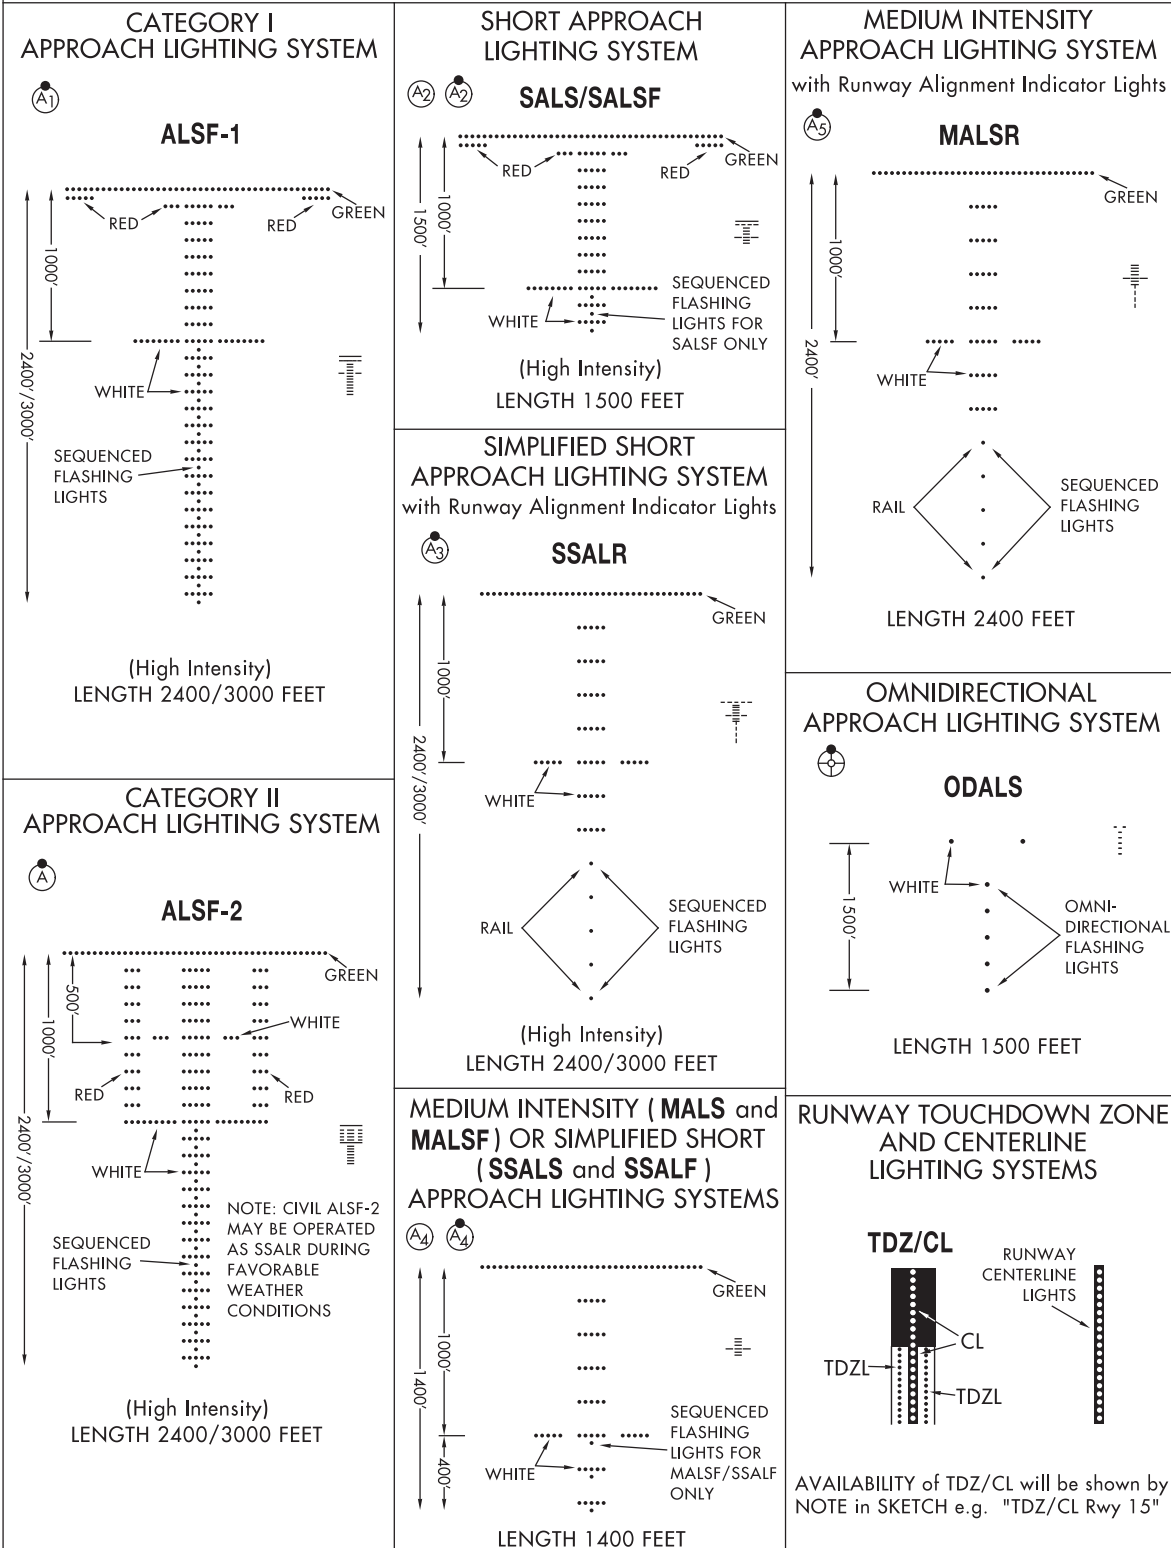 CATEGORY I
APPROACH LIGHTING SYSTEM
A1
ALSF-1
RED
RED
GREEN
1000'
2400'/3000'
WHITE
SEQUENCED
FLASHING
LIGHTS
(High Intensity)
LENGTH 2400/3000 FEET
CATEGORY II
APPROACH LIGHTING SYSTEM
A
ALSF-2
GREEN
500'
1000'
WHITE
RED
RED
2400'/3000'
WHITE
NOTE: CIVIL ALSF-2
MAY BE OPERATED
AS SSALR DURING
FAVORABLE
WEATHER
CONDITIONS
SEQUENCED
FLASHING
LIGHTS
(High Intensity)
LENGTH 2400/3000 FEET
SHORT APPROACH
LIGHTING SYSTEM
A2 A2
SALS/SALSF
GREEN
RED
RED
1500'
1000'
WHITE
SEQUENCED
FLASHING
LIGHTS FOR
SALSF ONLY
(High Intensity)
LENGTH 1500 FEET
SIMPLIFIED SHORT
APPROACH LIGHTING SYSTEM
with Runway Alignment Indicator Lights
A3
SSALR
GREEN
1000'
2400'/3000'
WHITE
RAIL
SEQUENCED
FLASHING
LIGHTS
(High Intensity)
LENGTH 2400/3000 FEET
MEDIUM INTENSITY (MALS and
MALSF) OR SIMPLIFIED SHORT
(SSALS and SSALF)
APPROACH LIGHTING SYSTEMS
A4 A4
GREEN
1000'
1400'
400'
WHITE
SEQUENCED
FLASHING
LIGHTS FOR
MALSF/SSALF
ONLY
LENGTH 1400 FEET
MEDIUM INTENSITY
APPROACH LIGHTING SYSTEM
with Runway Alignment Indicator Lights
A5
MALSR
GREEN
1000'
2400'
WHITE
RAIL
SEQUENCED
FLASHING
LIGHTS
LENGTH 2400 FEET
OMNIDIRECTIONAL
APPROACH LIGHTING SYSTEM
ODALS
WHITE
1500'
OMNI-
DIRECTIONAL
FLASHING
LIGHTS
LENGTH 1500 FEET
RUNWAY TOUCHDOWN ZONE
AND CENTERLINE
LIGHTING SYSTEMS
TDZ/CL
RUNWAY
CENTERLINE
LIGHTS
CL
TDZL
TDZL
AVAILABILITY of TDZ/CL will be shown by
NOTE in SKETCH e.g. "TDZ/CL Rwy 15"